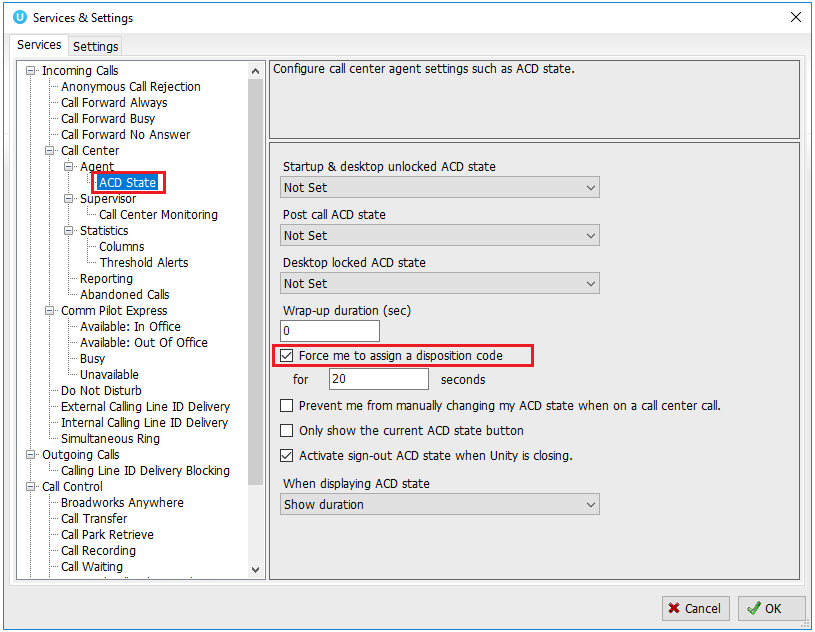 Services & Settings
Services
Settings
Incoming Calls
Anonymous Call Rejection
Call Forward Always
Call Forward Busy
Call Forward No Answer
Call Center
Agent
ACD State
Supervisor
Call Center Monitoring
Statistics
Columns
Threshold Alerts
Reporting
Abandoned Calls
Comm Pilot Express
Available: In Office
Available: Out Of Office
Busy
Unavailable
Do Not Disturb
External Calling Line ID Delivery
Internal Calling Line ID Delivery
Simultaneous Ring
Outgoing Calls
Calling Line ID Delivery Blocking
Call Control
Broadworks Anywhere
Call Transfer
Call Park Retrieve
Call Recording
Call Waiting
Configure call center agent settings such as ACD state.
Startup & desktop unlocked ACD state
Not Set
Post call ACD state
Not Set
Desktop locked ACD state
Not Set
Wrap-up duration (sec)
0
Force me to assign a disposition code
for 20 seconds
Prevent me from manually changing my ACD state when on a call center call.
Only show the current ACD state button
Activate sign-out ACD state when Unity is closing.
When displaying ACD state
Show duration
Cancel
OK